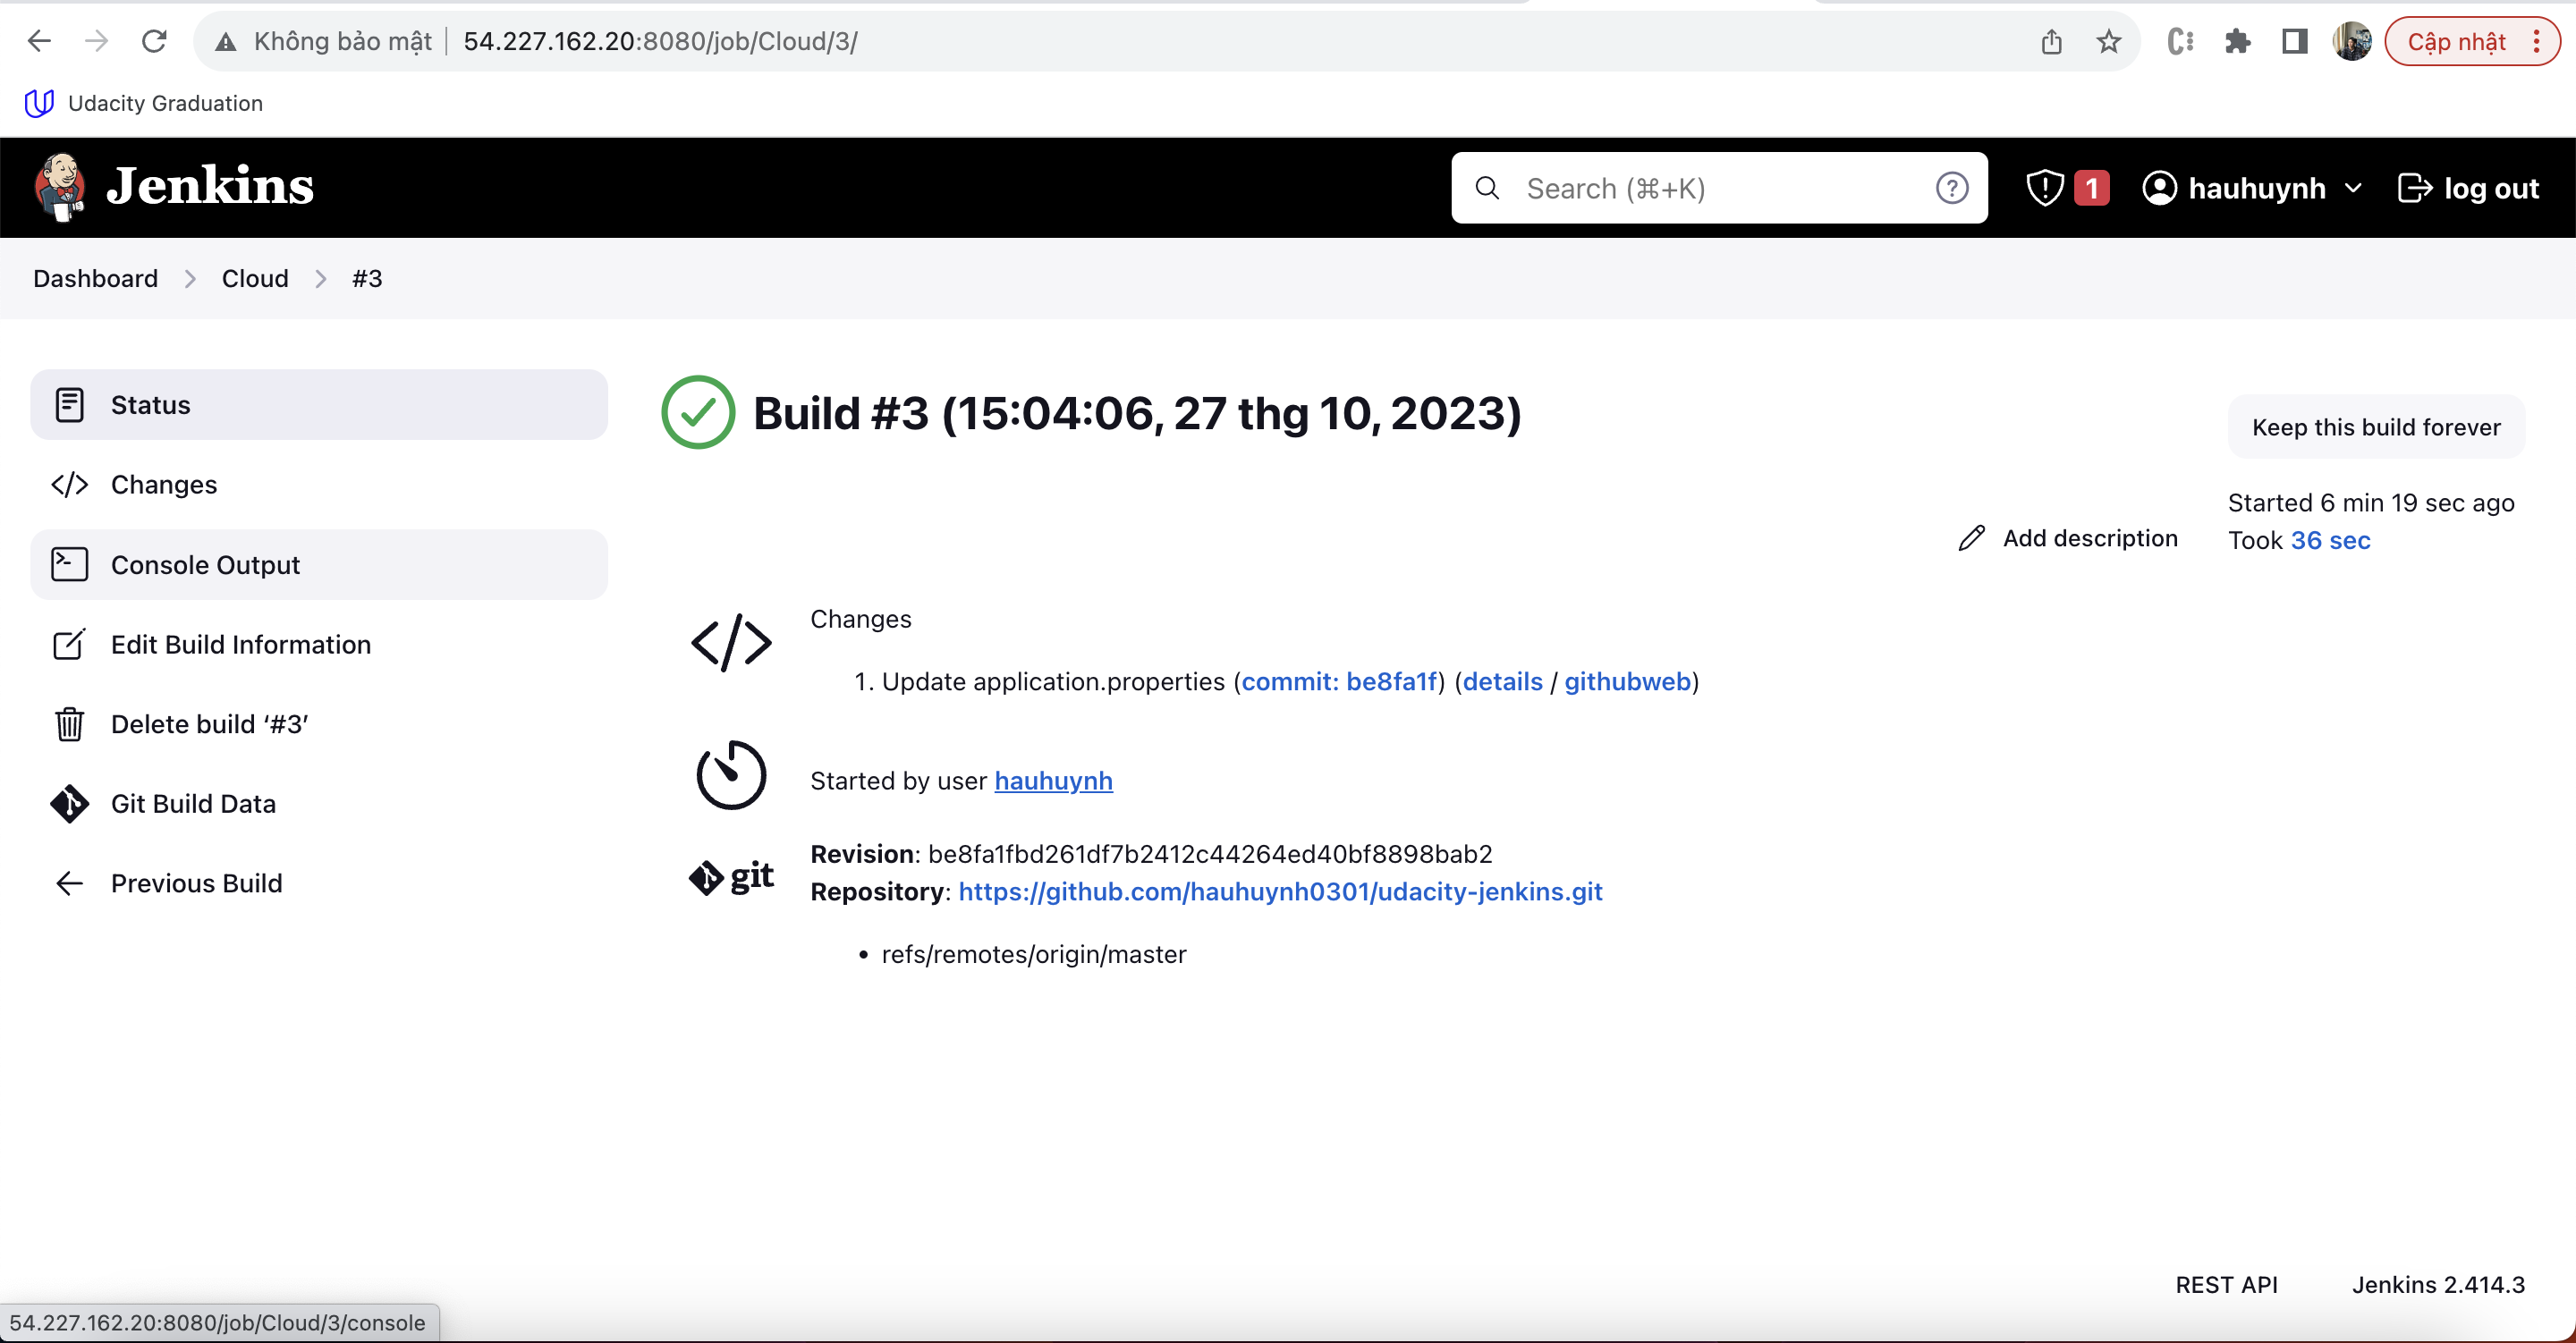 Không bảo mật 54.227.162.20:8080/job/Cloud/3/
Cập nhật
Udacity Graduation
Jenkins
Search (⌘+K)
1
hauhuynh
log out
Dashboard Cloud #3
Status
Build #3 (15:04:06, 27 thg 10, 2023)
Keep this build forever
Changes
Started 6 min 19 sec ago
Add description
Took 36 sec
Console Output
Changes
Edit Build Information
1. Update application.properties (commit: be8fa1f) (details / githubweb)
Delete build ‘#3’
Started by user hauhuynh
Git Build Data
git
Revision: be8fa1fbd261df7b2412c44264ed40bf8898bab2
Previous Build
Repository: https://github.com/hauhuynh0301/udacity-jenkins.git
• refs/remotes/origin/master
REST API
Jenkins 2.414.3
54.227.162.20:8080/job/Cloud/3/console